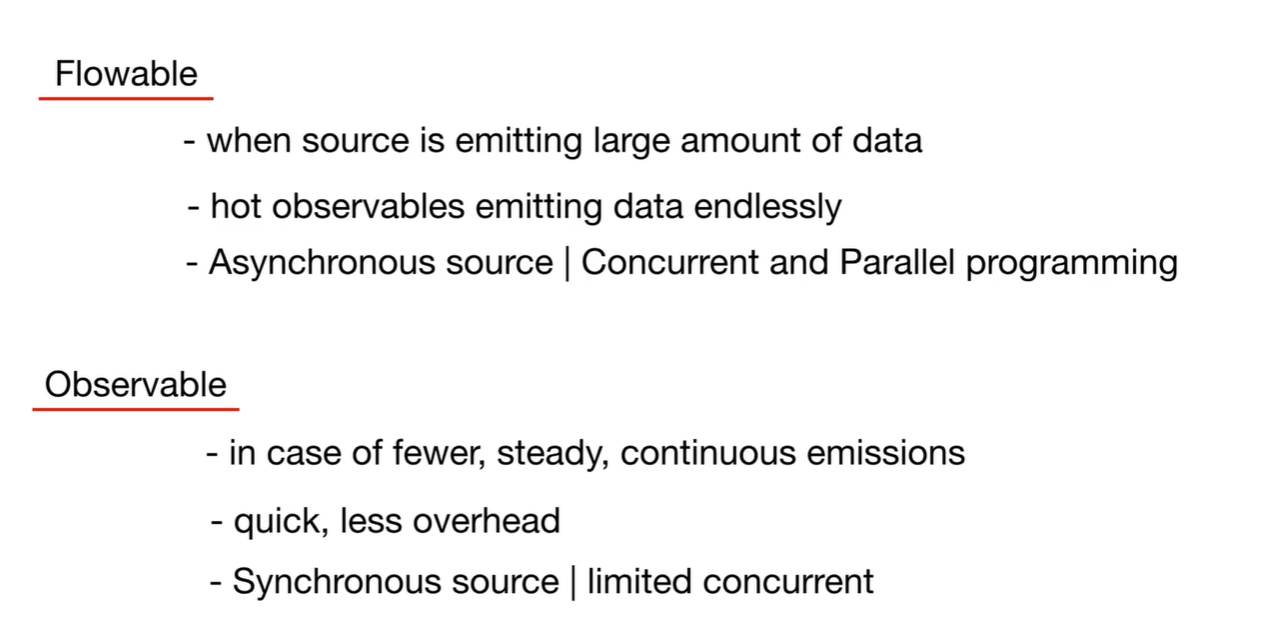 Flowable
- when source is emitting large amount of data
- hot observables emitting data endlessly
- Asynchronous source | Concurrent and Parallel programming
Observable
- in case of fewer, steady, continuous emissions
- quick, less overhead
- Synchronous source | limited concurrent